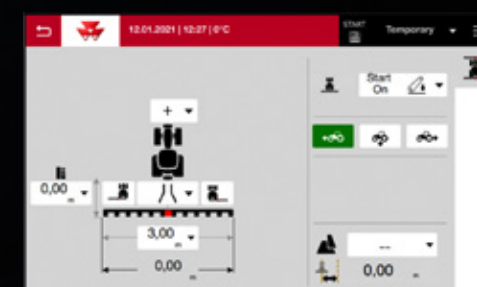 12.01.2021 | 12:27 | 0°C
START
Temporary
Start
On
+
0,00
3,00
m
0,00
m
--
0,00